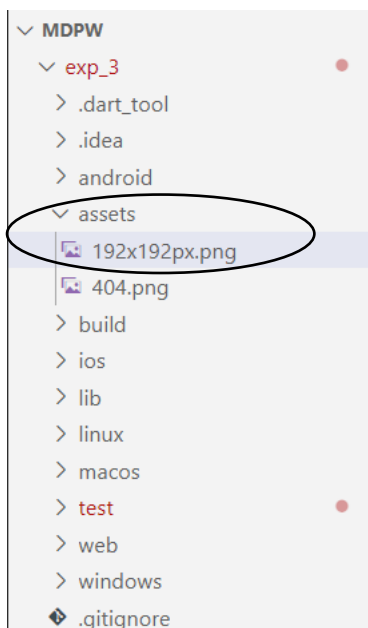 MDPW
exp_3
.dart_tool
.idea
android
assets
192x192px.png
404.png
build
ios
lib
linux
macos
test
web
windows
.gitignore